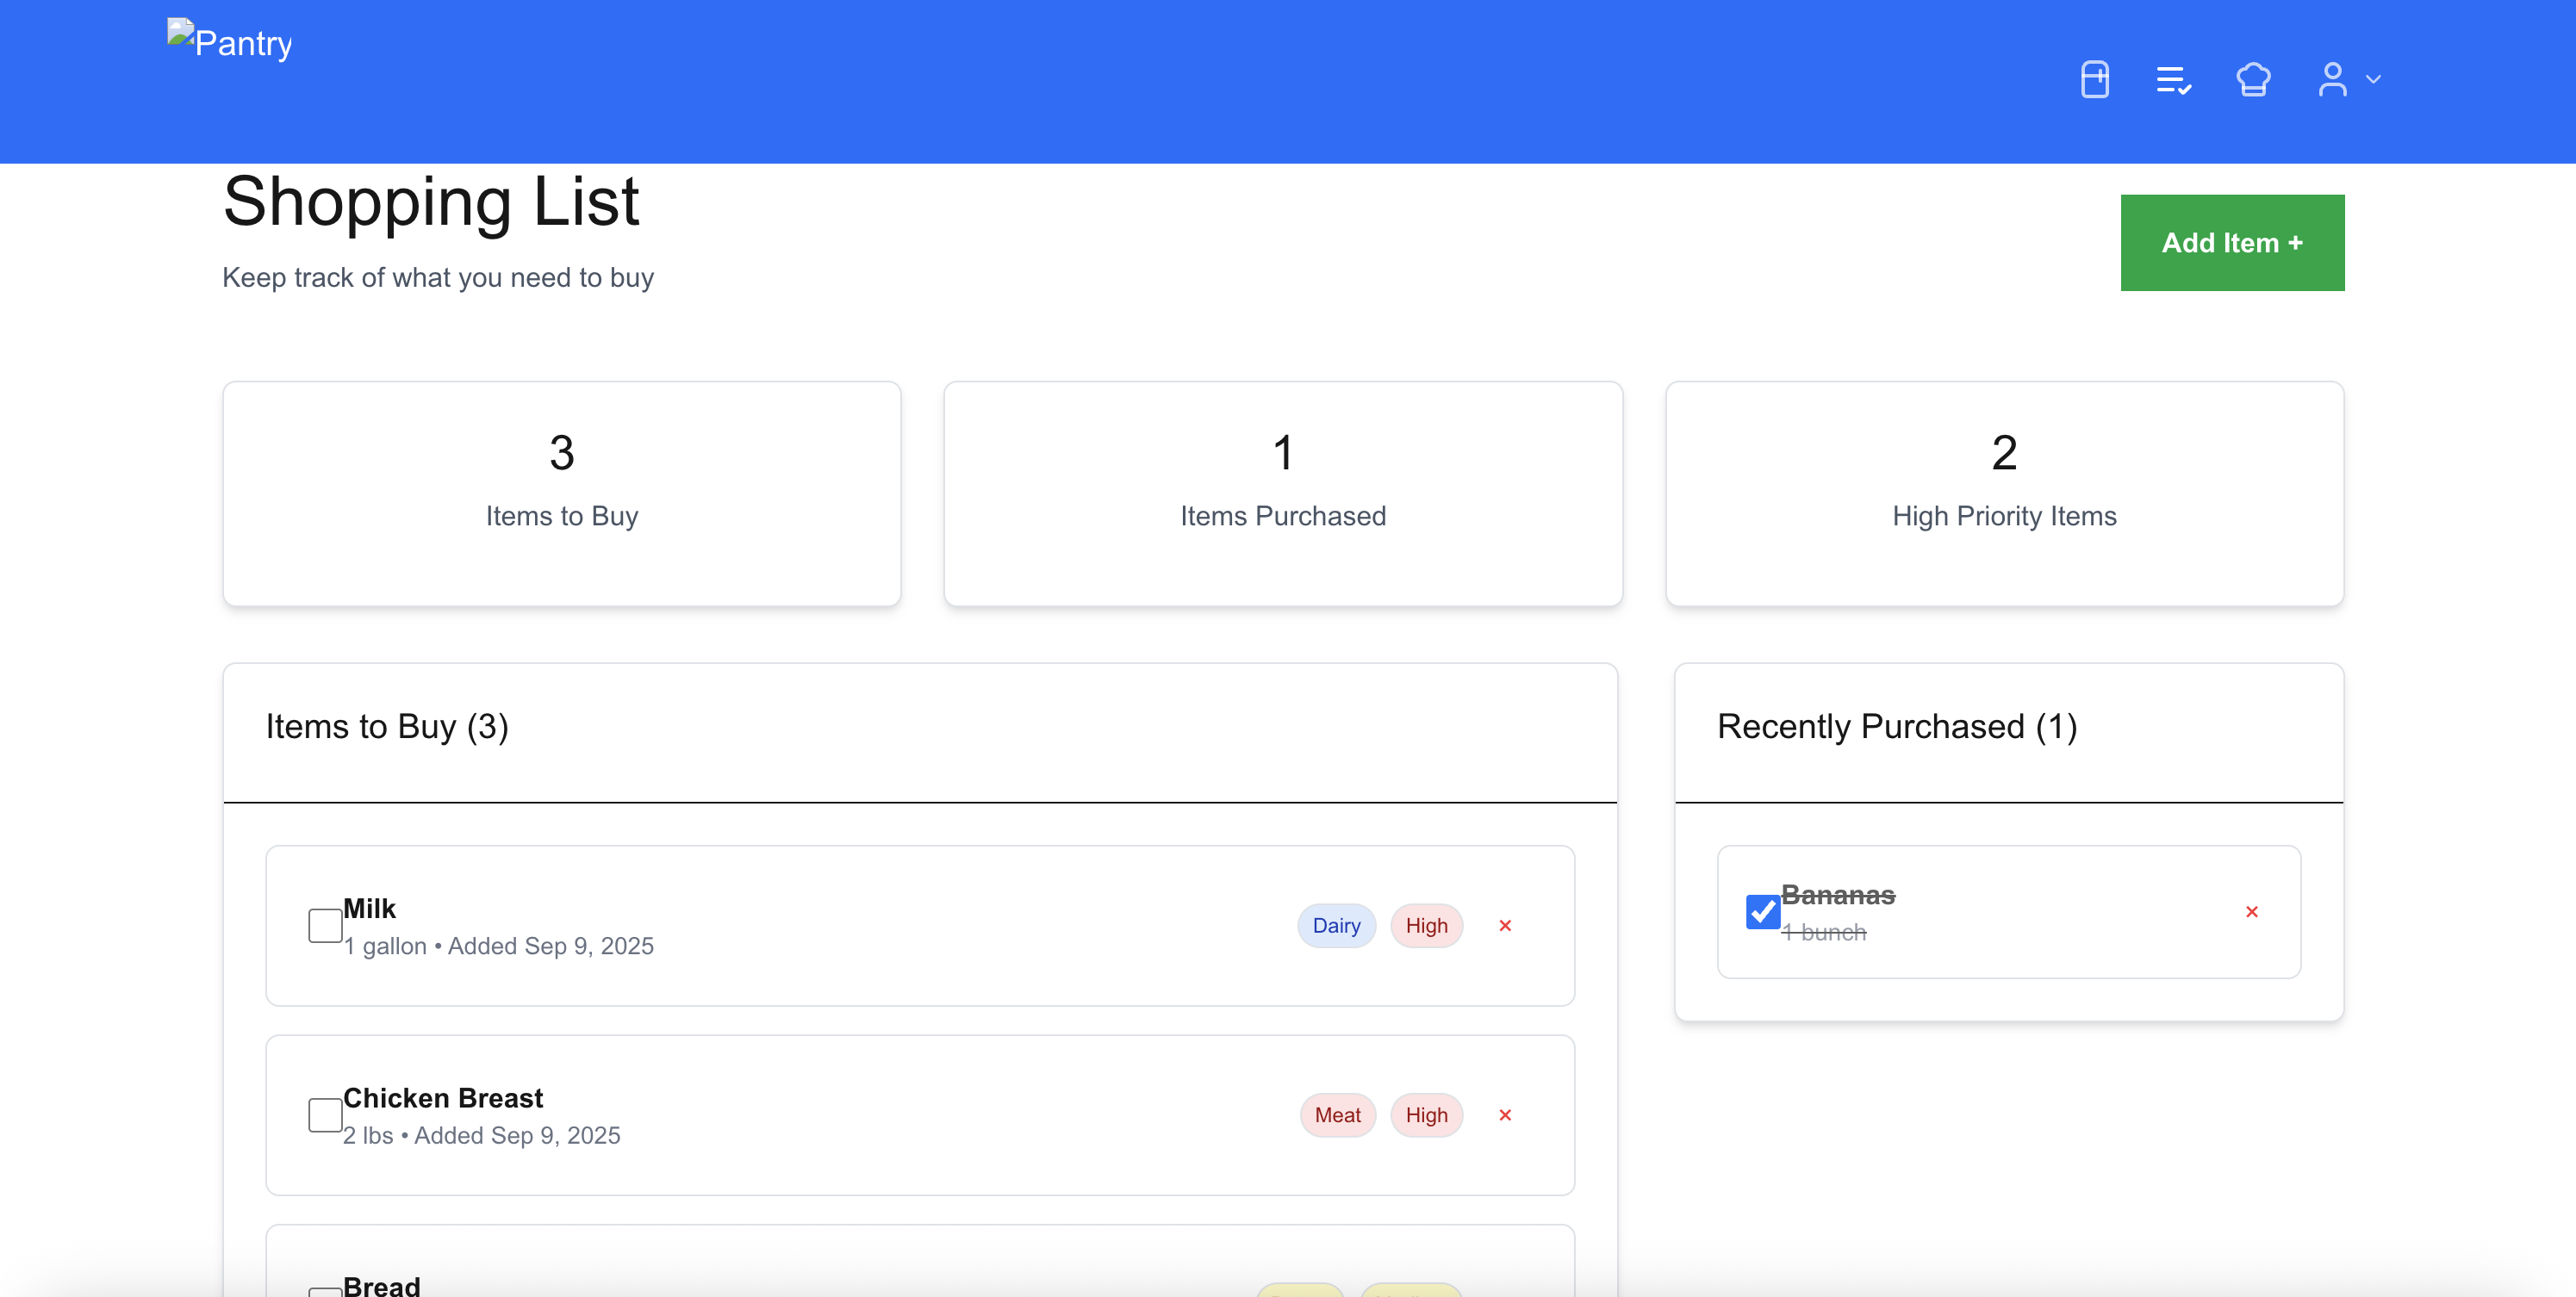 Pantry
Shopping List
Keep track of what you need to buy
Add Item +
3
Items to Buy
1
Items Purchased
2
High Priority Items
Items to Buy (3)
Milk
1 gallon • Added Sep 9, 2025
Dairy
High
×
Chicken Breast
2 lbs • Added Sep 9, 2025
Meat
High
×
Bread
Recently Purchased (1)
Bananas
1 bunch
×